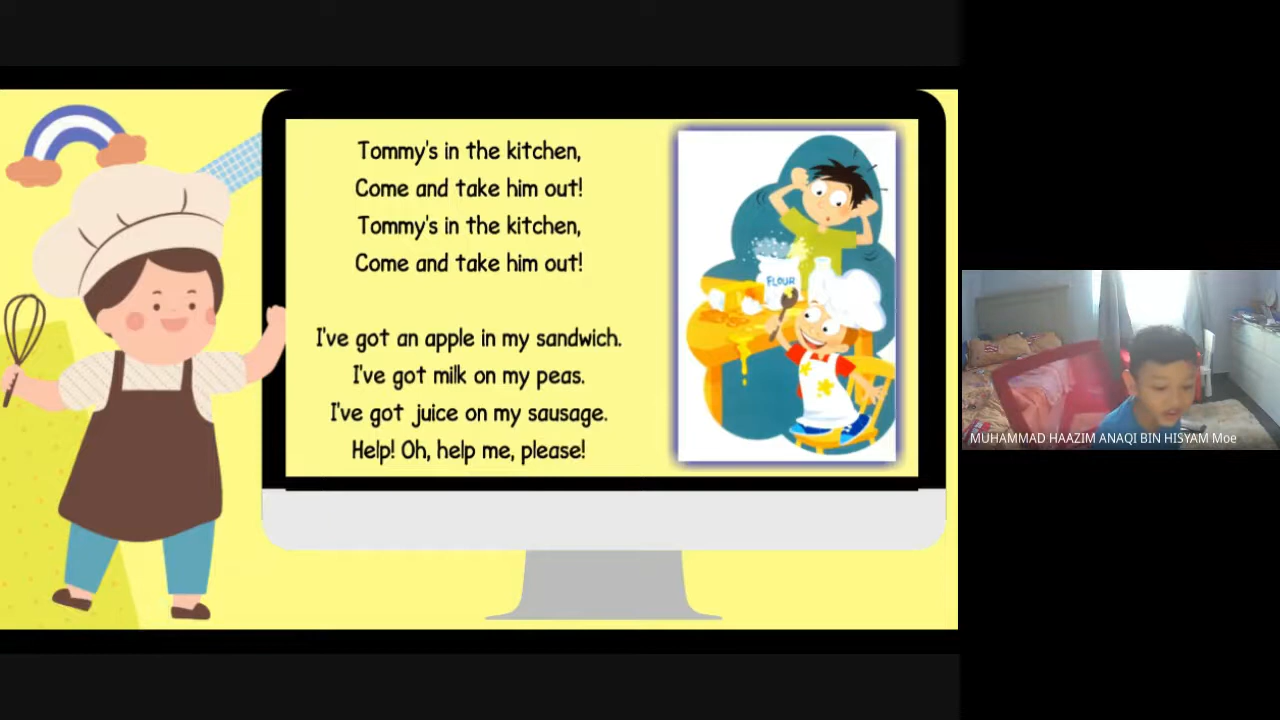 Tommy's in the kitchen,
Come and take him out!
Tommy's in the kitchen,
Come and take him out!
I've got an apple in my sandwich.
I've got milk on my peas.
I've got juice on my sausage.
Help! Oh, help me, please!
FLOUR
MUHAMMAD HAAZIM ANAQI BIN HISYAM Moe